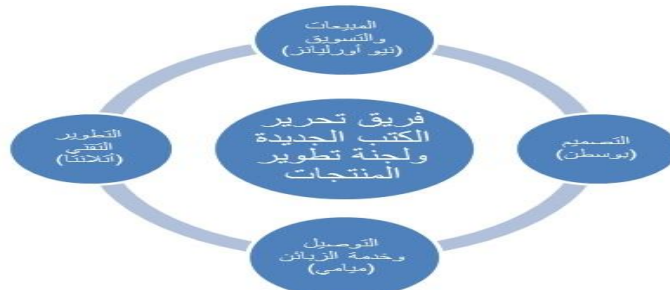 المبيعات
والتسويق
(نيو أورليانز)
فريق تحرير
الكتب الجديدة
ولجنة تطوير
المنتجات
التصميم
(بوسطن)
التطوير
التقني
(أتلانتا)
التوصيل
وخدمة الزبائن
(ميامي)